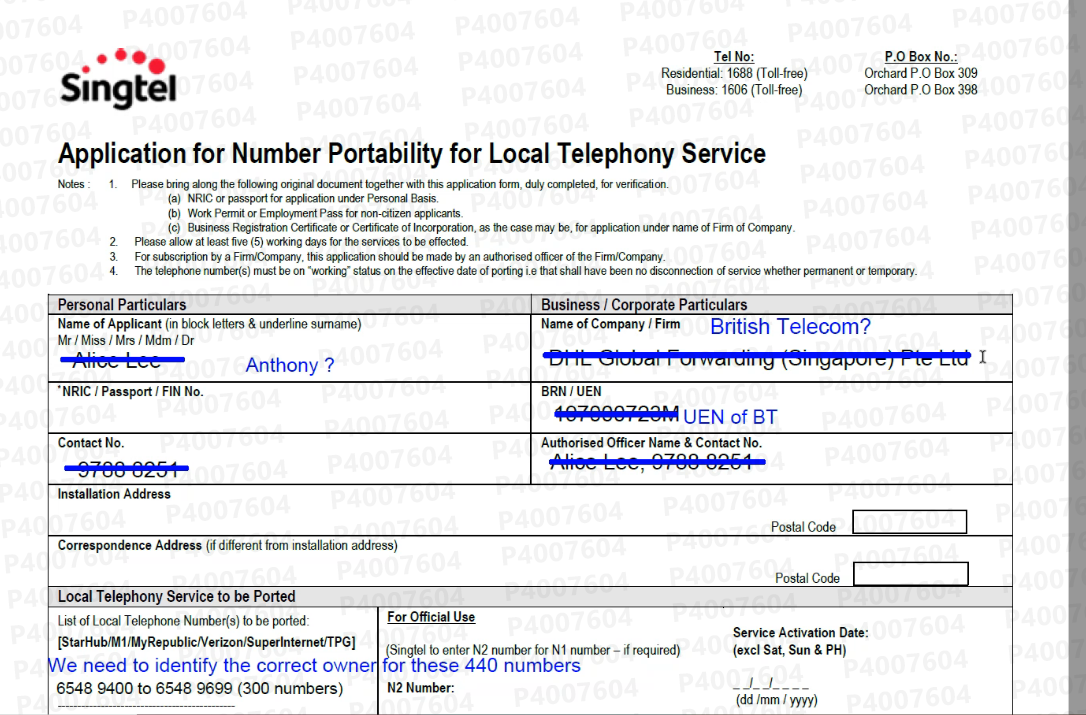 Singtel
Tel No:
Residential: 1688 (Toll-free)
Business: 1606 (Toll-free)
P.O Box No.:
Orchard P.O Box 309
Orchard P.O Box 398
Application for Number Portability for Local Telephony Service
Notes : 1. Please bring along the following original document together with this application form, duly completed, for verification.
(a) NRIC or passport for application under Personal Basis.
(b) Work Permit or Employment Pass for non-citizen applicants.
(c) Business Registration Certificate or Certificate of Incorporation, as the case may be, for application under name of Firm of Company.
2. Please allow at least five (5) working days for the services to be effected.
3. For subscription by a Firm/Company, this application should be made by an authorised officer of the Firm/Company.
4. The telephone number(s) must be on "working" status on the effective date of porting i.e that shall have been no disconnection of service whether permanent or temporary.
Personal Particulars
Name of Applicant (in block letters & underline surname)
Mr / Miss / Mrs / Mdm / Dr
Alice Lee
Anthony ?
Business / Corporate Particulars
Name of Company / Firm
British Telecom?
DHL Global Forwarding (Singapore) Pte Ltd
*NRIC / Passport / FIN No.
BRN / UEN
UEN of BT
Contact No.
9788 8251
Authorised Officer Name & Contact No.
Alice Lee, 9788 8251
Installation Address
Postal Code
Correspondence Address (if different from installation address)
Postal Code
Local Telephony Service to be Ported
List of Local Telephone Number(s) to be ported:
[StarHub/M1/MyRepublic/Verizon/SuperInternet/TPG]
We need to identify the correct owner for these 440 numbers
6548 9400 to 6548 9699 (300 numbers)
For Official Use
(Singtel to enter N2 number for N1 number – if required)
N2 Number:
Service Activation Date:
(excl Sat, Sun & PH)
_ _/_ _/_ _ _ _
(dd /mm / yyyy)
P4007604